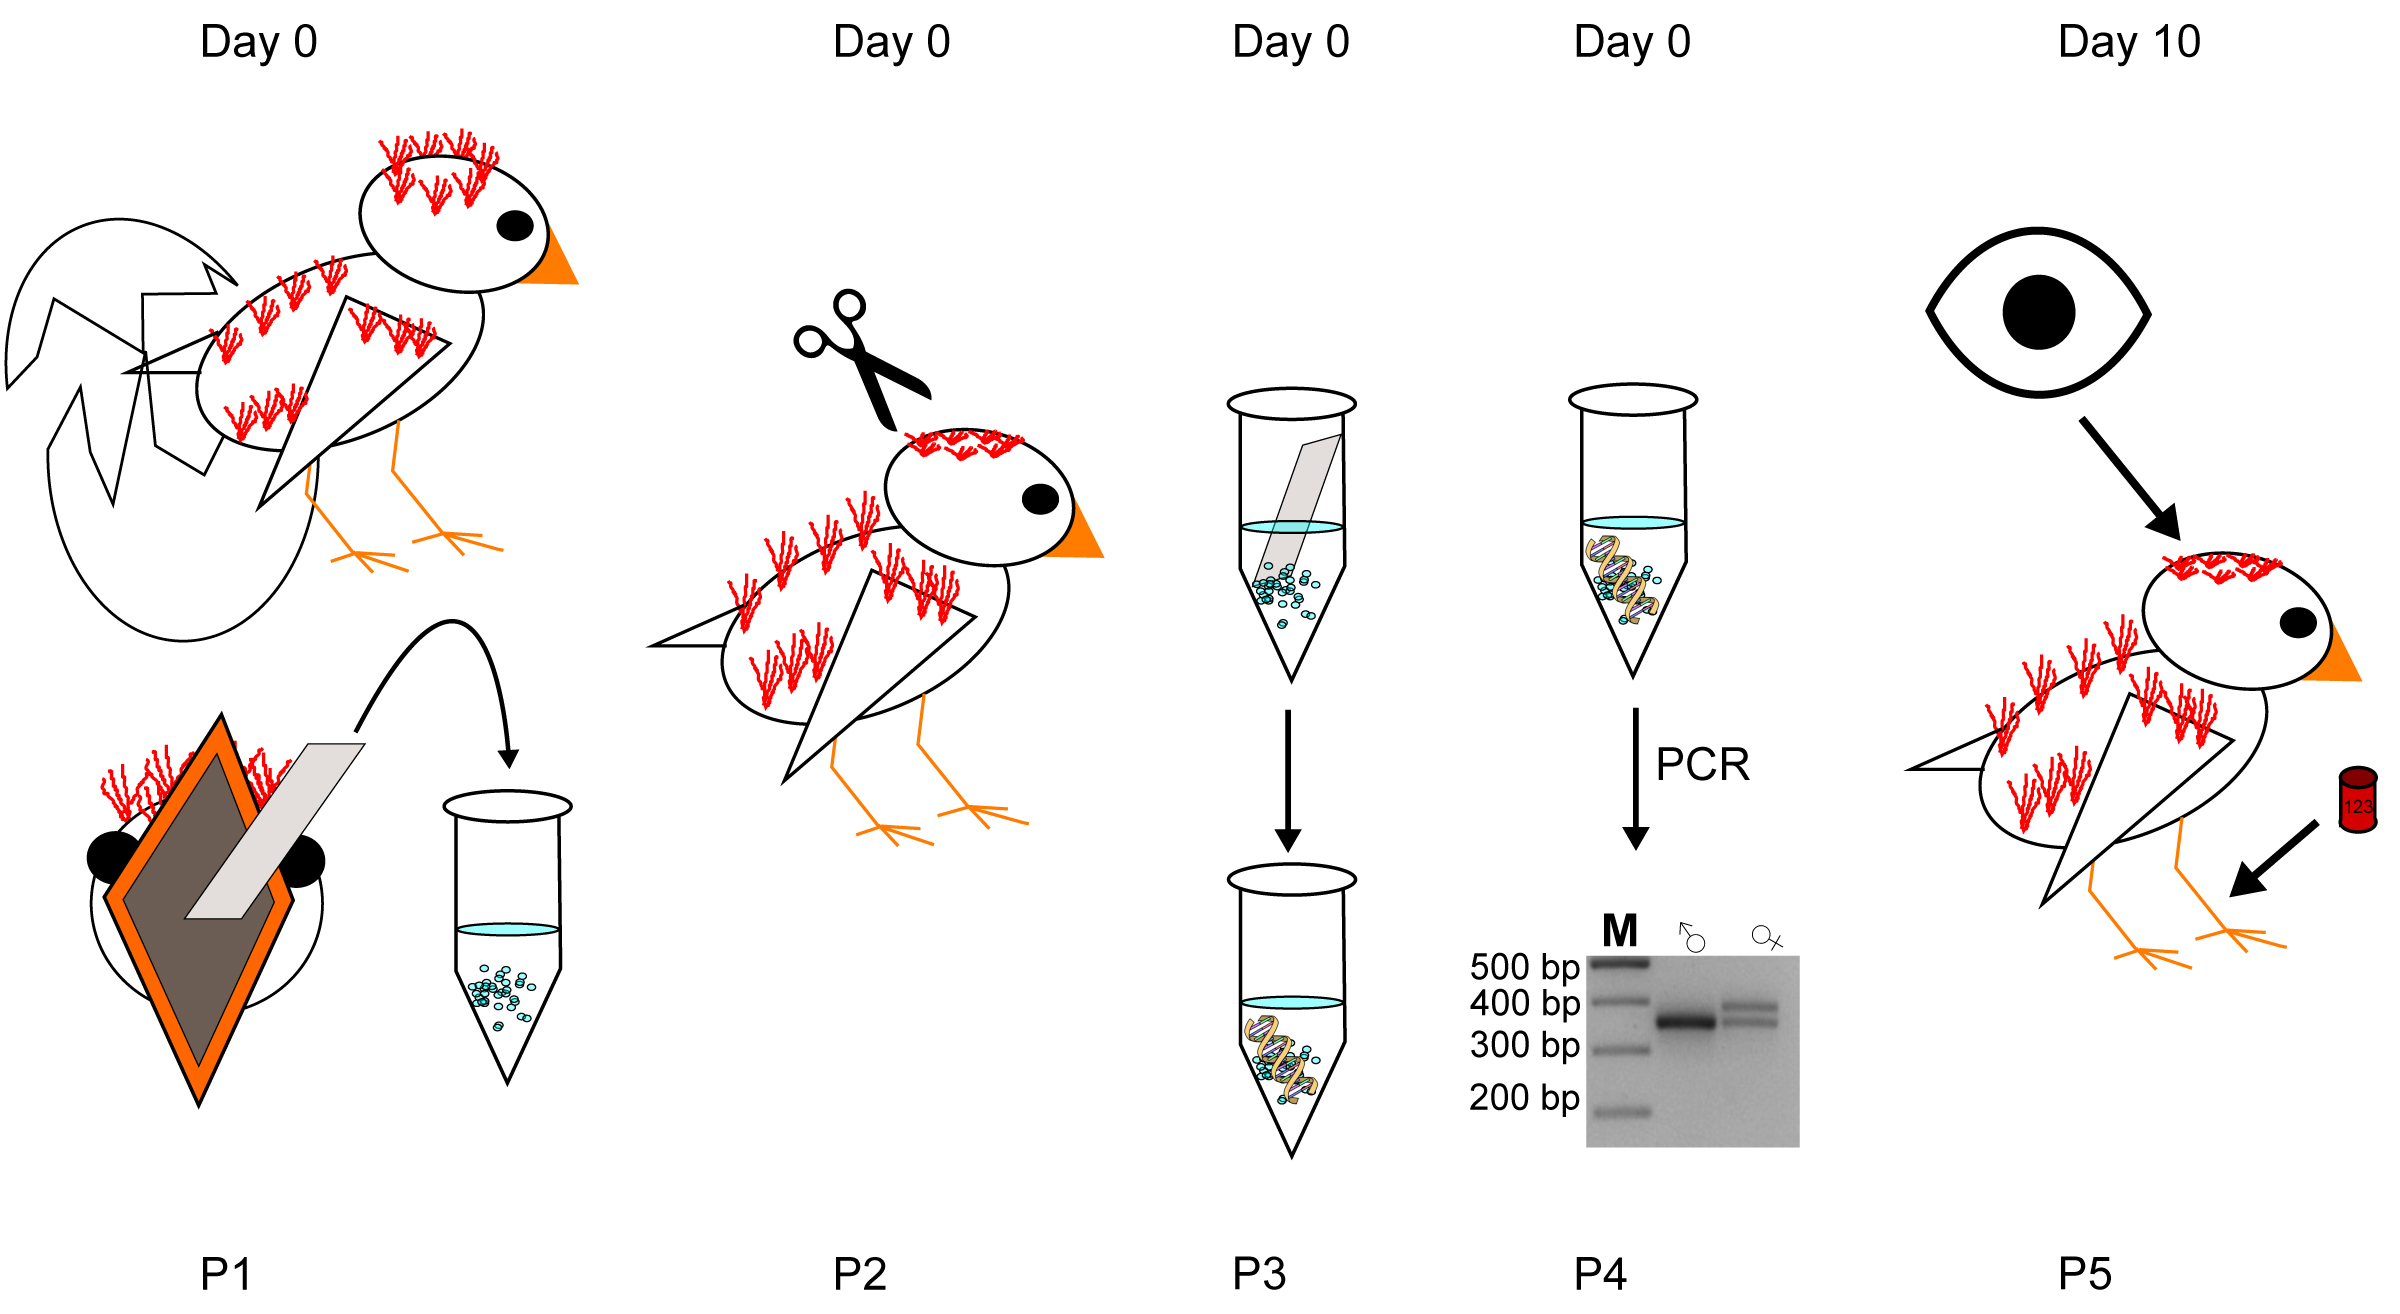 Day 0
Day 0
Day 0
Day 0
Day 10
PCR
123
M ♂ ♀
500 bp
400 bp
300 bp
200 bp
P1
P2
P3
P4
P5